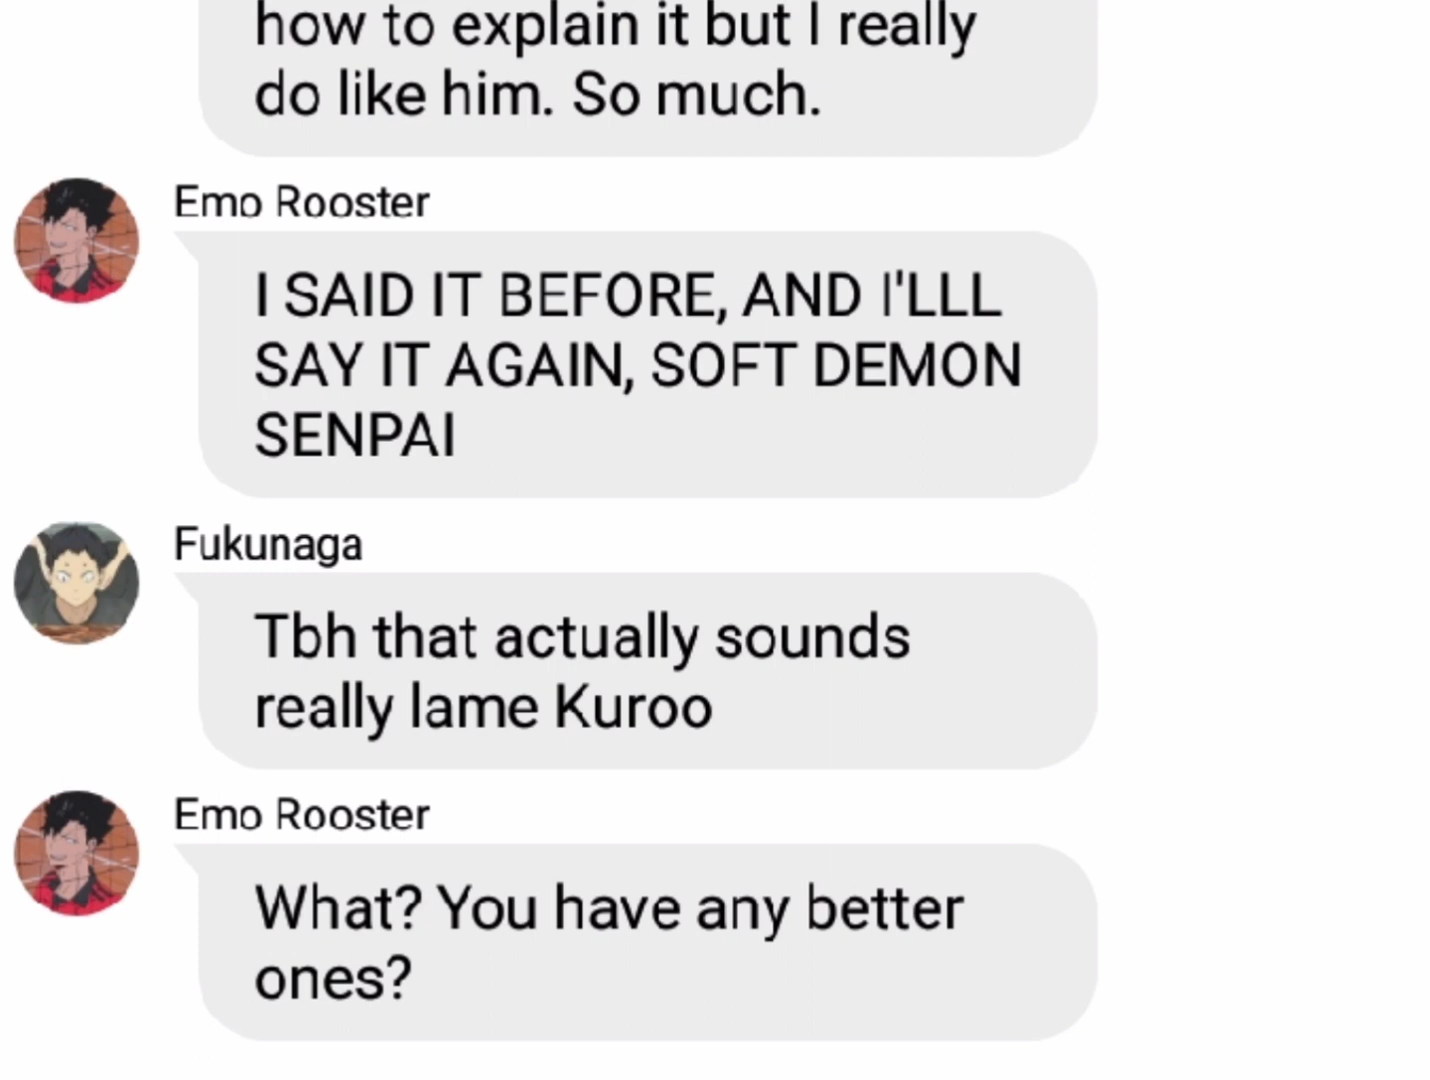 how to explain it but I really
do like him. So much.
Emo Rooster
I SAID IT BEFORE, AND I'LLL
SAY IT AGAIN, SOFT DEMON
SENPAI
Fukunaga
Tbh that actually sounds
really lame Kuroo
Emo Rooster
What? You have any better
ones?